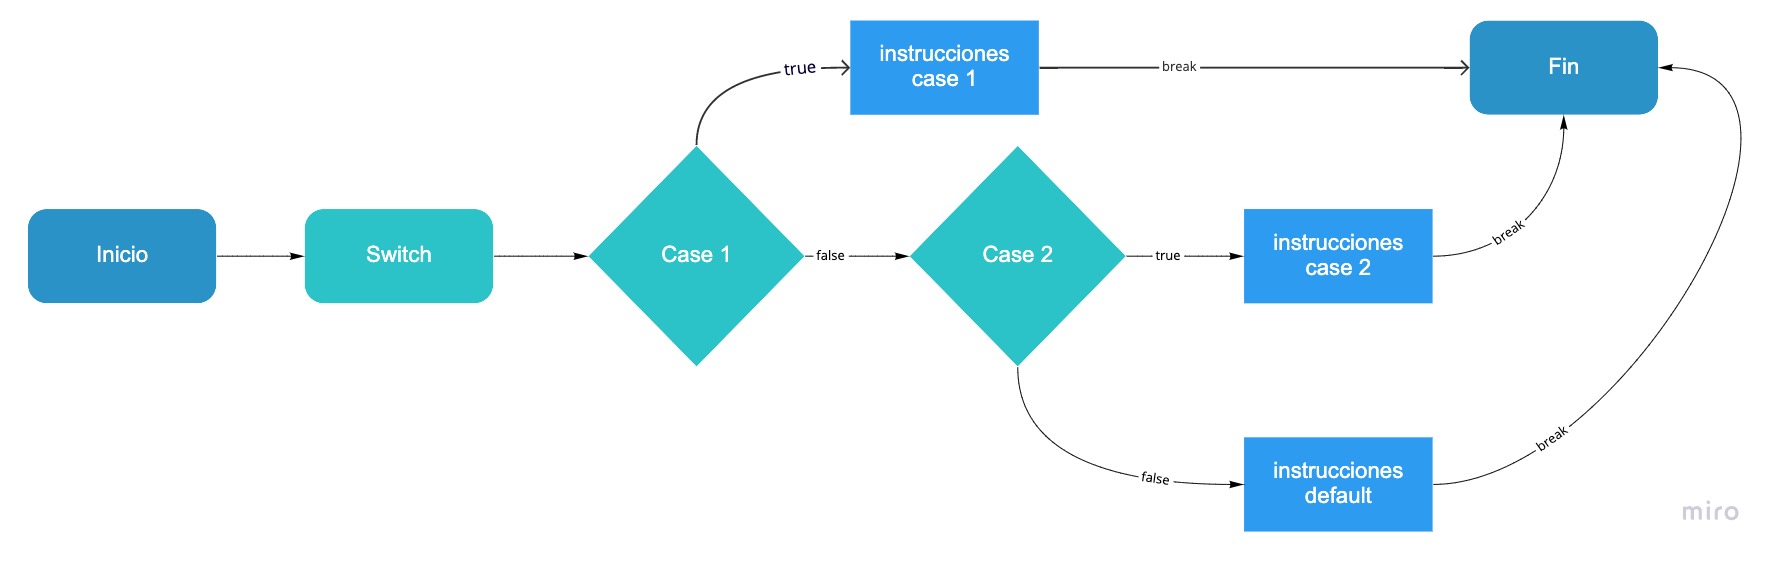 instrucciones
case 1
true
break
Fin
Inicio
Switch
Case 1
false
Case 2
true
instrucciones
case 2
break
false
instrucciones
default
break
miro